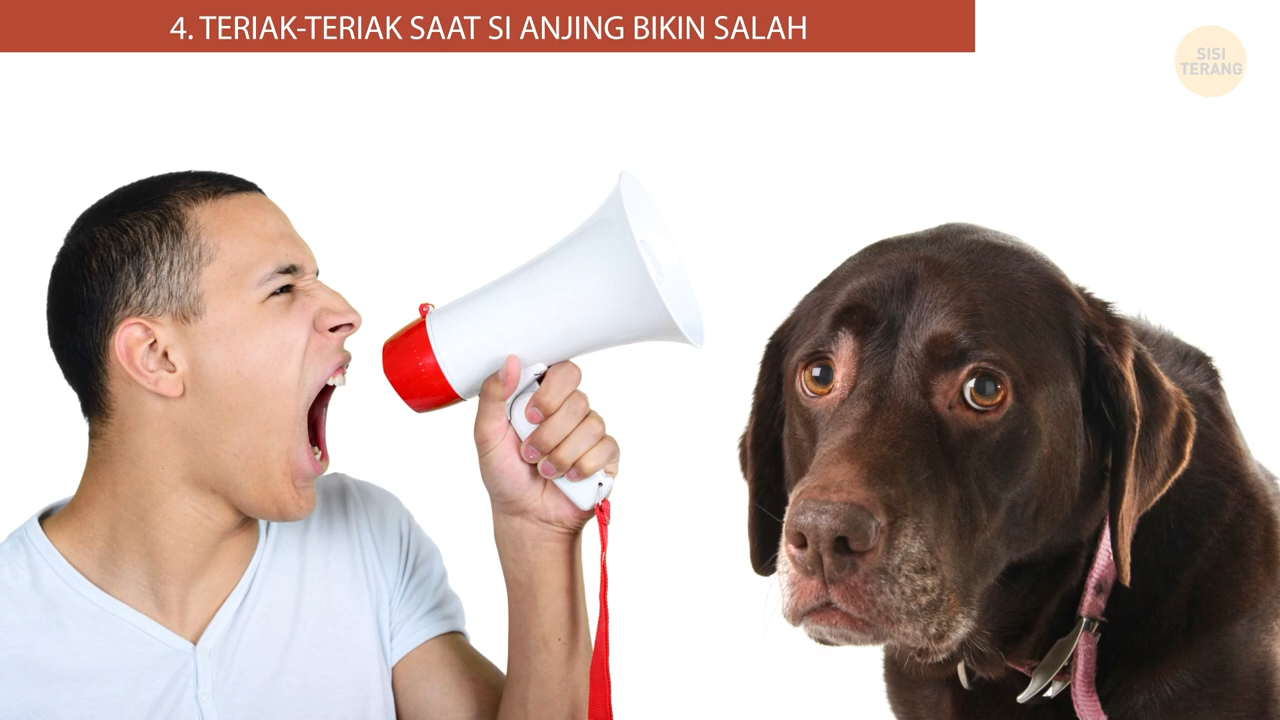 4. TERIAK-TERIAK SAAT SI ANJING BIKIN SALAH
SISI
TERANG